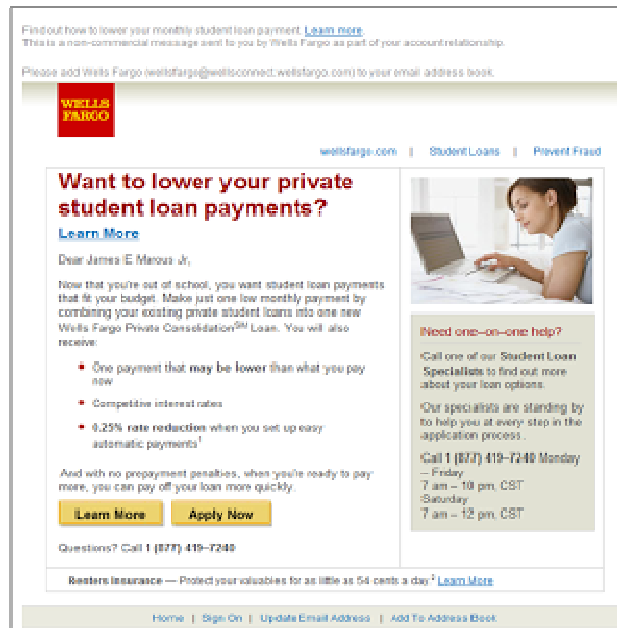 Find out how to lower your monthly student loan payment. Learn more.
This is a non-commercial message sent to you by Wells Fargo as part of your account relationship.
Please add Wells Fargo (wellsfargo@wellsconnect.wellsfargo.com) to your email address book.
WELLS
FARGO
wellsfargo.com | Student Loans | Prevent Fraud
Want to lower your private
student loan payments?
Learn More
Dear James E Marous Jr,
Now that you're out of school, you want student loan payments
that fit your budget. Make just one low monthly payment by
combining your existing private student loans into one new
Wells Fargo Private Consolidation℠ Loan. You will also
receive:
• One payment that may be lower than what you pay
now
• Competitive interest rates
• 0.25% rate reduction when you set up easy
automatic payments¹
And with no prepayment penalties, when you're ready to pay
more, you can pay off your loan more quickly.
Learn More Apply Now
Questions? Call 1 (877) 419-7240
Need one-on-one help?
Call one of our Student Loan
Specialists to find out more
about your loan options.
Our specialists are standing by
to help you at every step in the
application process.
Call 1 (877) 419-7240 Monday
– Friday
7 am – 10 pm, CST
Saturday
7 am – 12 pm, CST
Renters Insurance — Protect your valuables for as little as 54 cents a day.² Learn More
Home | Sign On | Update Email Address | Add To Address Book